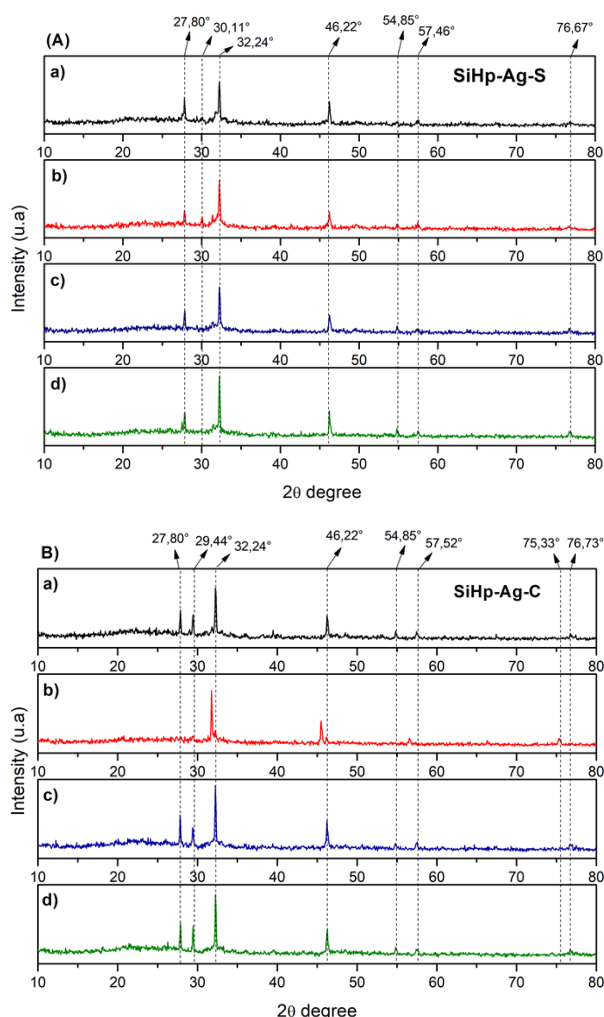 (A)
27,80° 30,11° 32,24° 46,22° 54,85° 57,46° 76,67°
a) SiHp-Ag-S
10 20 30 40 50 60 70 80
b)
10 20 30 40 50 60 70 80
c)
10 20 30 40 50 60 70 80
d)
10 20 30 40 50 60 70 80
Intensity (u.a)
2θ degree
B)
27,80° 29,44° 32,24° 46,22° 54,85° 57,52° 75,33° 76,73°
a) SiHp-Ag-C
10 20 30 40 50 60 70 80
b)
10 20 30 40 50 60 70 80
c)
10 20 30 40 50 60 70 80
d)
10 20 30 40 50 60 70 80
Intensity (u.a)
2θ degree